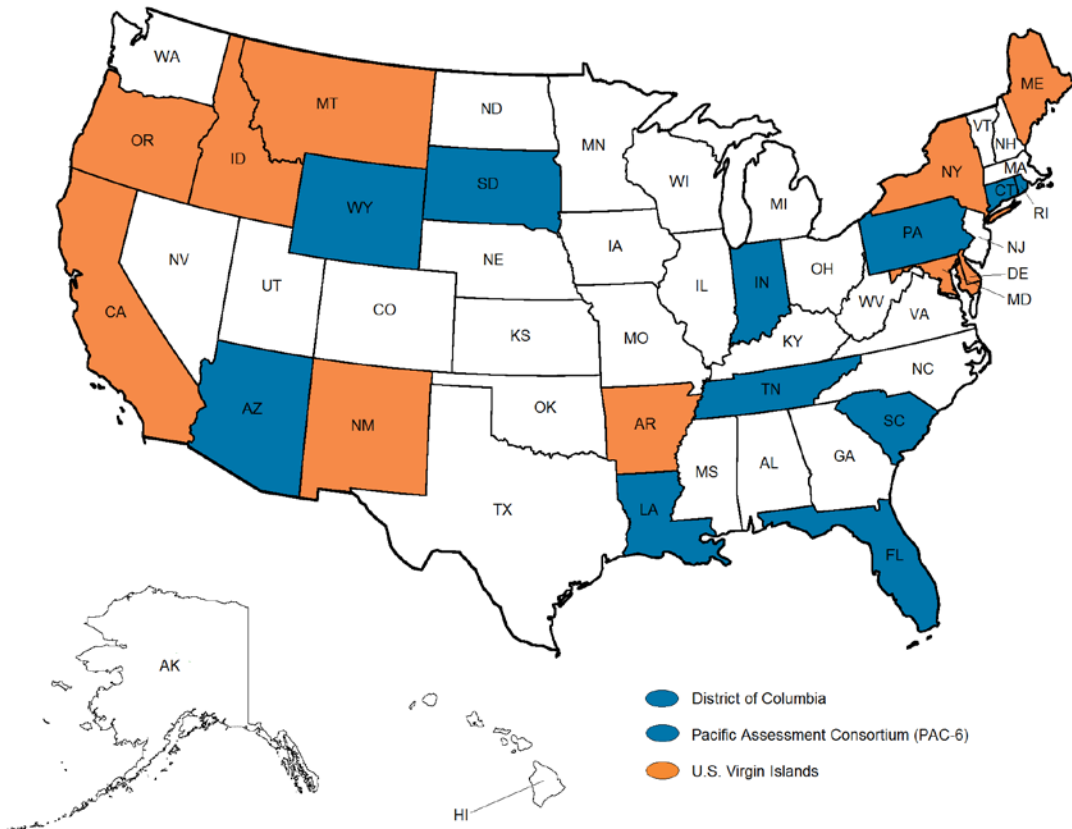 WA
MT
ND
MN
ME
VT
NH
OR
ID
WY
SD
WI
MI
NY
MA
CT
RI
PA
NJ
NV
UT
NE
IA
IL
IN
OH
DE
MD
CA
CO
KS
MO
WV
VA
KY
AZ
NM
OK
AR
TN
NC
SC
TX
LA
MS
AL
GA
FL
AK
HI
District of Columbia
Pacific Assessment Consortium (PAC-6)
U.S. Virgin Islands